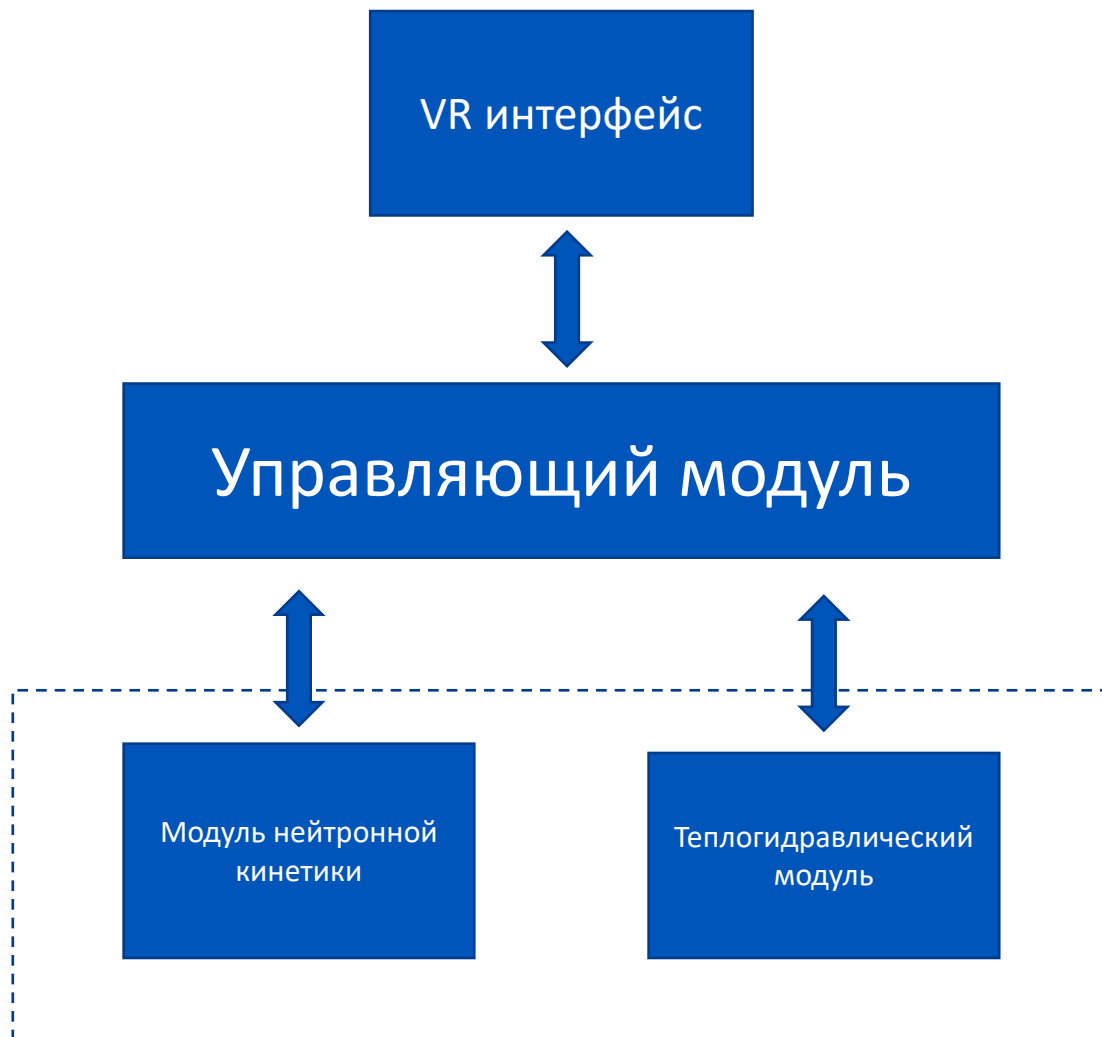 VR интерфейс
Управляющий модуль
Модуль нейтронной
кинетики
Теплогидравлический
модуль